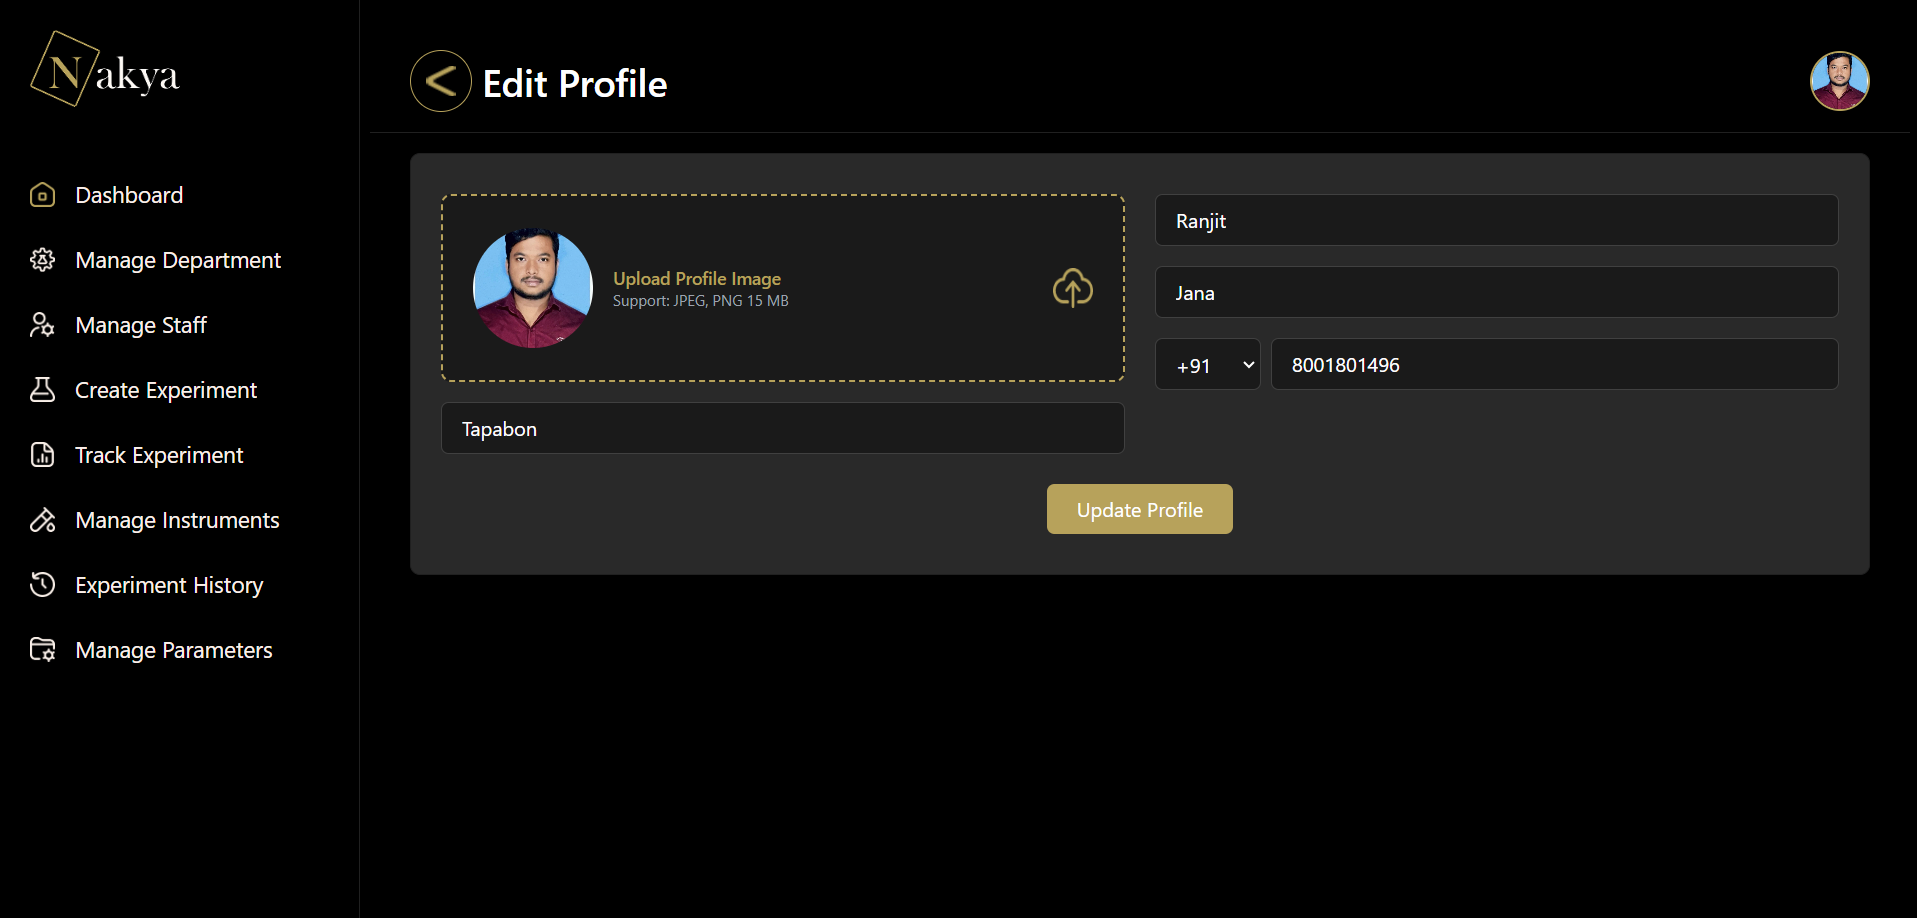 Nakya
Dashboard
Manage Department
Manage Staff
Create Experiment
Track Experiment
Manage Instruments
Experiment History
Manage Parameters
Edit Profile
Upload Profile Image
Support: JPEG, PNG 15 MB
Tapabon
Ranjit
Jana
+91
8001801496
Update Profile